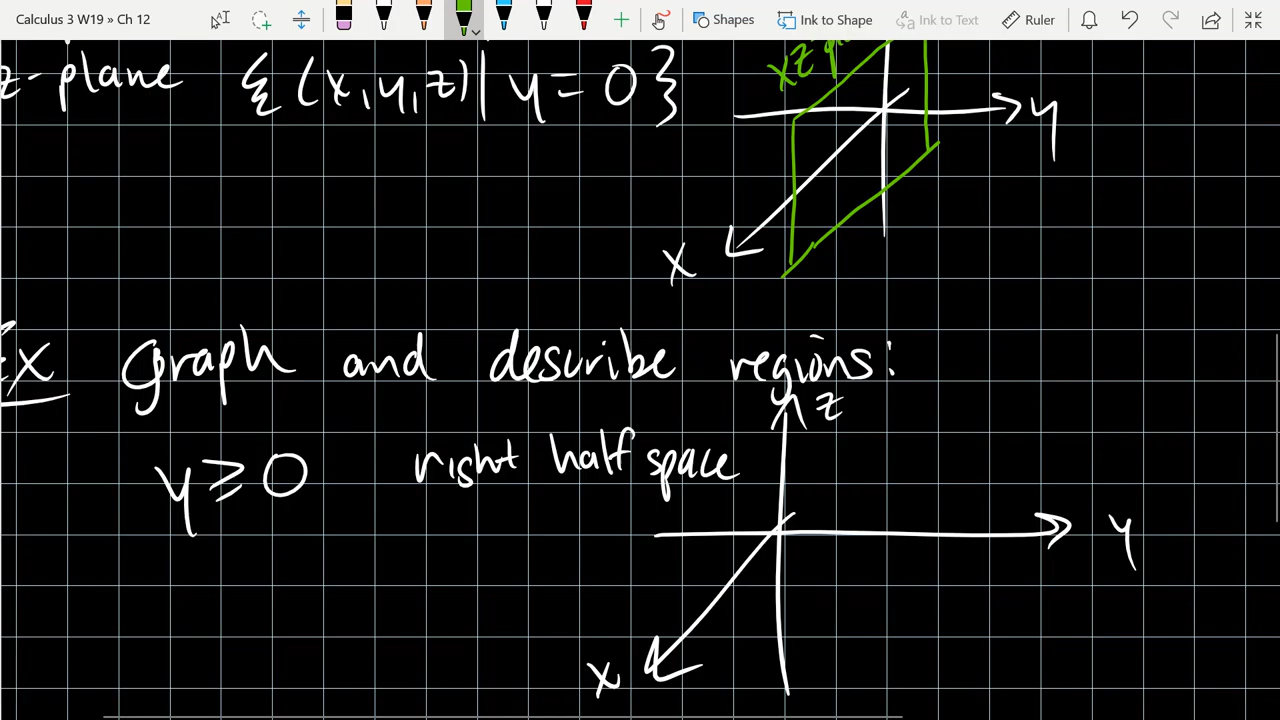 Calculus 3 W19 » Ch 12
Shapes
Ink to Shape
Ink to Text
Ruler
z-plane {(x,y,z)| y=0}
y
x
Ex Graph and describe regions:
z
y ≥ 0 right half space
y
x